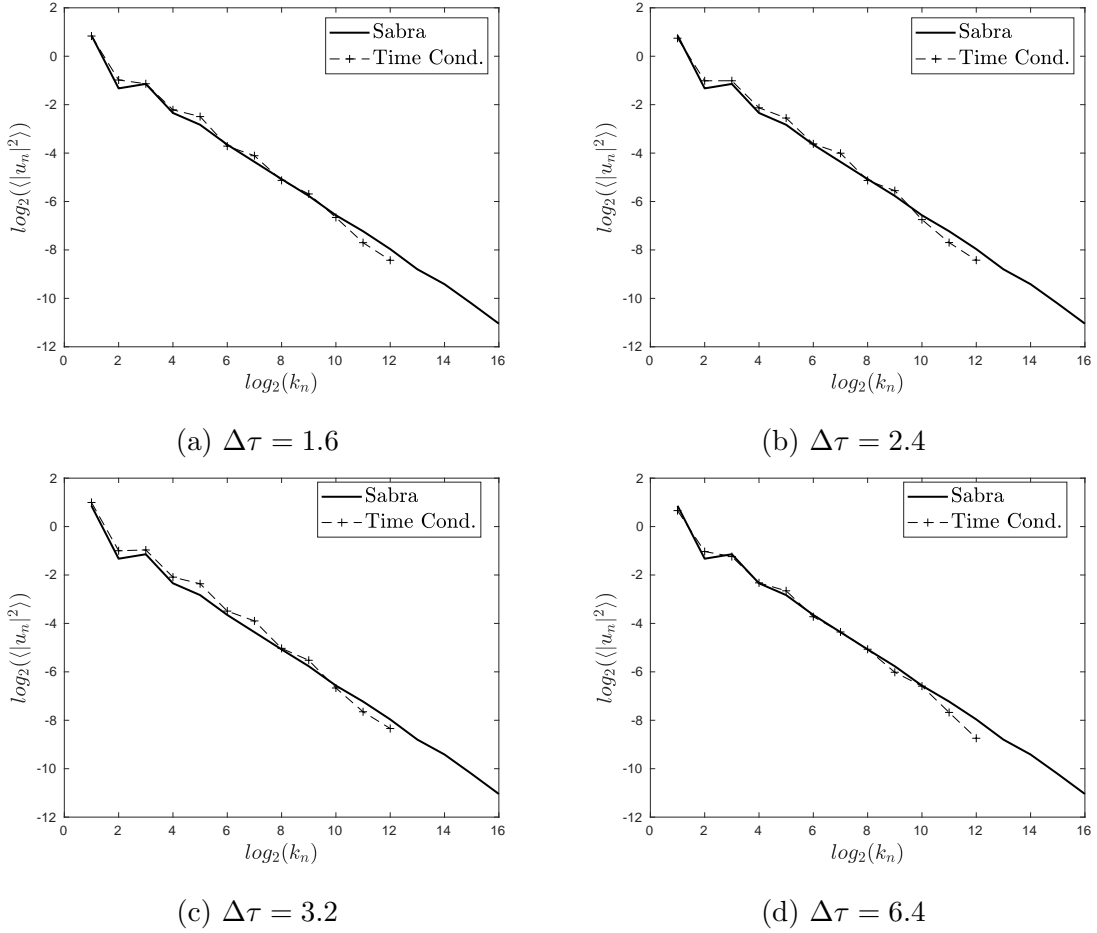 2
0
-2
-4
-6
-8
-10
-12
0 2 4 6 8 10 12 14 16
log₂(⟨|uₙ|²⟩)
log₂(kₙ)
Sabra
Time Cond.
(a) Δτ = 1.6
2
0
-2
-4
-6
-8
-10
-12
0 2 4 6 8 10 12 14 16
log₂(⟨|uₙ|²⟩)
log₂(kₙ)
Sabra
Time Cond.
(b) Δτ = 2.4
2
0
-2
-4
-6
-8
-10
-12
0 2 4 6 8 10 12 14 16
log₂(⟨|uₙ|²⟩)
log₂(kₙ)
Sabra
Time Cond.
(c) Δτ = 3.2
2
0
-2
-4
-6
-8
-10
-12
0 2 4 6 8 10 12 14 16
log₂(⟨|uₙ|²⟩)
log₂(kₙ)
Sabra
Time Cond.
(d) Δτ = 6.4